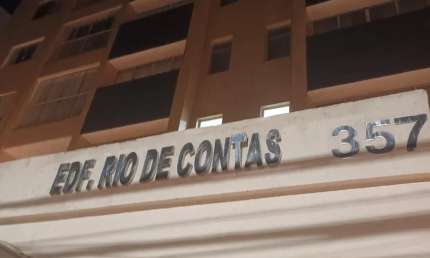 EDF. RIO DE CONTAS 357